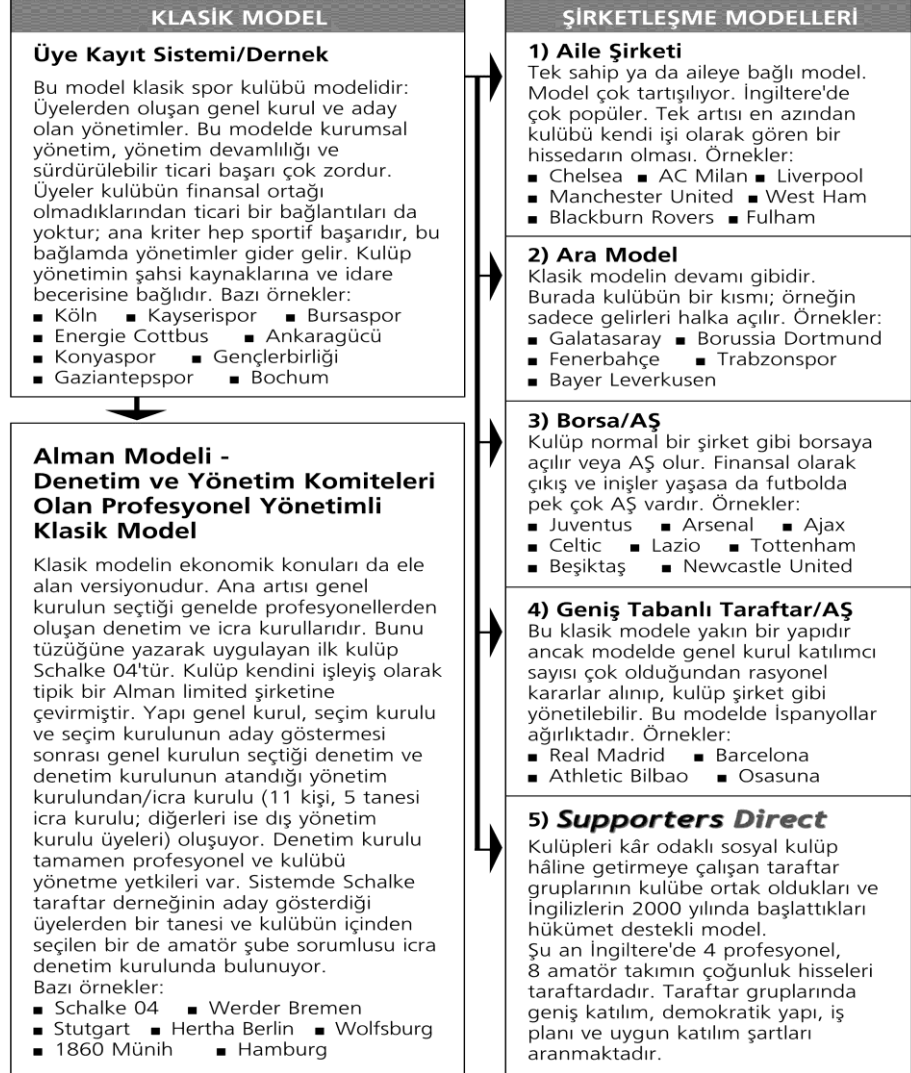 KLASİK MODEL
Üye Kayıt Sistemi/Dernek
Bu model klasik spor kulübü modelidir:
Üyelerden oluşan genel kurul ve aday
olan yönetimler. Bu modelde kurumsal
yönetim, yönetim devamlılığı ve
sürdürülebilir ticari başarı çok zordur.
Üyeler kulübün finansal ortağı
olmadıklarından ticari bir bağlantıları da
yoktur; ana kriter hep sportif başarıdır, bu
bağlamda yönetimler gider gelir. Kulüp
yönetimin şahsi kaynaklarına ve idare
becerisine bağlıdır. Bazı örnekler:
▪ Köln ▪ Kayserispor ▪ Bursaspor
▪ Energie Cottbus ▪ Ankaragücü
▪ Konyaspor ▪ Gençlerbirliği
▪ Gaziantepspor ▪ Bochum
Alman Modeli -
Denetim ve Yönetim Komiteleri
Olan Profesyonel Yönetimli
Klasik Model
Klasik modelin ekonomik konuları da ele
alan versiyonudur. Ana artısı genel
kurulun seçtiği genelde profesyonellerden
oluşan denetim ve icra kurullarıdır. Bunu
tüzüğüne yazarak uygulayan ilk kulüp
Schalke 04'tür. Kulüp kendini işleyiş olarak
tipik bir Alman limited şirketine
çevirmiştir. Yapı genel kurul, seçim kurulu
ve seçim kurulunun aday göstermesi
sonrası genel kurulun seçtiği denetim ve
denetim kurulunun atandığı yönetim
kurulundan/icra kurulu (11 kişi, 5 tanesi
icra kurulu; diğerleri ise dış yönetim
kurulu üyeleri) oluşuyor. Denetim kurulu
tamamen profesyonel ve kulübü
yönetme yetkileri var. Sistemde Schalke
taraftar derneğinin aday gösterdiği
üyelerden bir tanesi ve kulübün içinden
seçilen bir de amatör şube sorumlusu icra
denetim kurulunda bulunuyor.
Bazı örnekler:
▪ Schalke 04 ▪ Werder Bremen
▪ Stutgart ▪ Hertha Berlin ▪ Wolfsburg
▪ 1860 Münih ▪ Hamburg
ŞİRKETLEŞME MODELLERİ
1) Aile Şirketi
Tek sahip ya da aileye bağlı model.
Model çok tartışılıyor. İngiltere'de
çok popüler. Tek artısı en azından
kulübü kendi işi olarak gören bir
hissedarın olması. Örnekler:
▪ Chelsea ▪ AC Milan ▪ Liverpool
▪ Manchester United ▪ West Ham
▪ Blackburn Rovers ▪ Fulham
2) Ara Model
Klasik modelin devamı gibidir.
Burada kulübün bir kısmı; örneğin
sadece gelirleri halka açılır. Örnekler:
▪ Galatasaray ▪ Borussia Dortmund
▪ Fenerbahçe ▪ Trabzonspor
▪ Bayer Leverkusen
3) Borsa/AŞ
Kulüp normal bir şirket gibi borsaya
açılır veya AŞ olur. Finansal olarak
çıkış ve inişler yaşasa da futbolda
pek çok AŞ vardır. Örnekler:
▪ Juventus ▪ Arsenal ▪ Ajax
▪ Celtic ▪ Lazio ▪ Tottenham
▪ Beşiktaş ▪ Newcastle United
4) Geniş Tabanlı Taraftar/AŞ
Bu klasik modele yakın bir yapıdır
ancak modelde genel kurul katılımcı
sayısı çok olduğundan rasyonel
kararlar alınıp, kulüp şirket gibi
yönetilebilir. Bu modelde İspanyollar
ağırlıktadır. Örnekler:
▪ Real Madrid ▪ Barcelona
▪ Athletic Bilbao ▪ Osasuna
5) Supporters Direct
Kulüpleri kâr odaklı sosyal kulüp
hâline getirmeye çalışan taraftar
gruplarının kulübe ortak oldukları ve
İngilizlerin 2000 yılında başlattıkları
hükümet destekli model.
Şu an İngiltere'de 4 profesyonel,
8 amatör takımın çoğunluk hisseleri
taraftardadır. Taraftar gruplarında
geniş katılım, demokratik yapı, iş
planı ve uygun katılım şartları
aranmaktadır.